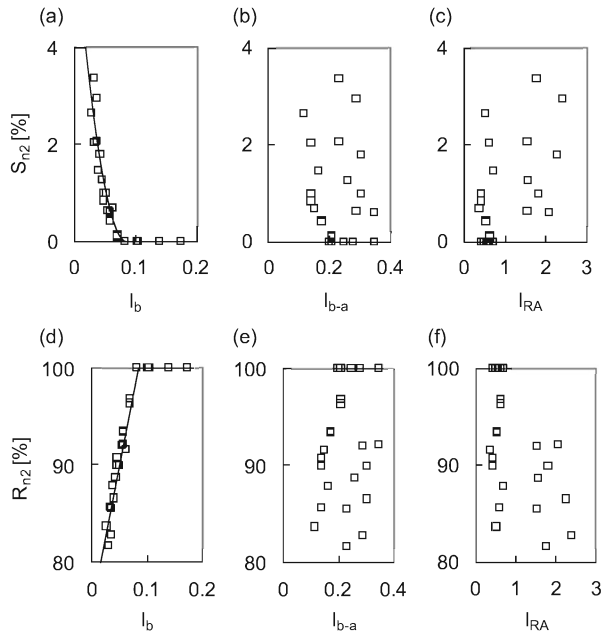 (a) (b) (c)
4 4 4
S_n2 [%] 2 2 2
0 0 0
0 0.1 0.2 0 0.2 0.4 0 1 2 3
I_b I_b-a I_RA
(d) (e) (f)
100 100 100
R_n2 [%] 90 90 90
80 80 80
0 0.1 0.2 0 0.2 0.4 0 1 2 3
I_b I_b-a I_RA